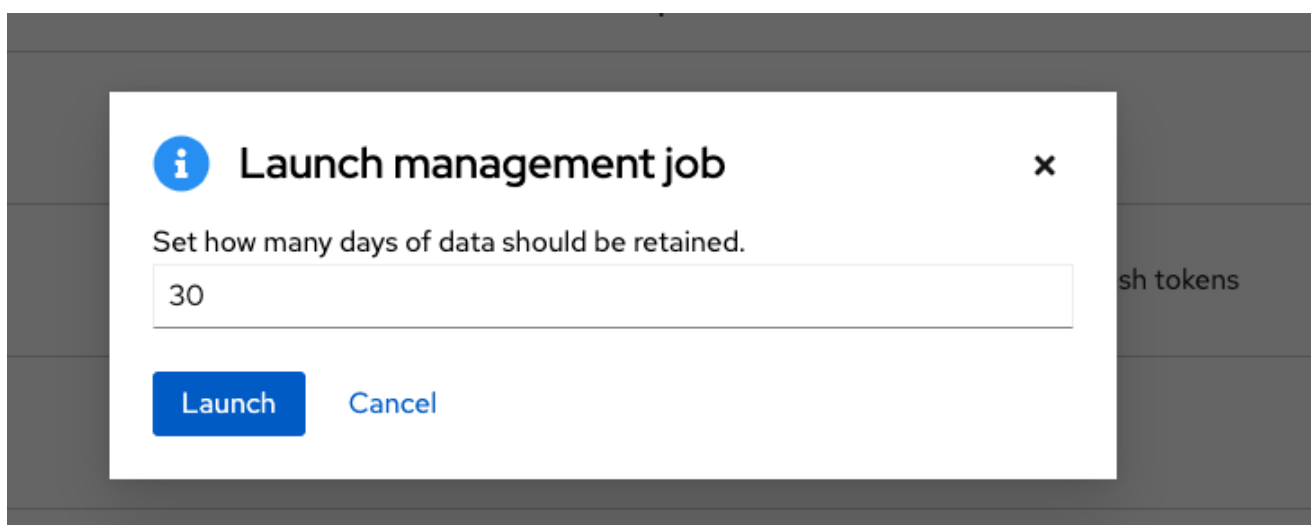 Launch management job
Set how many days of data should be retained.
30
sh tokens
Launch Cancel